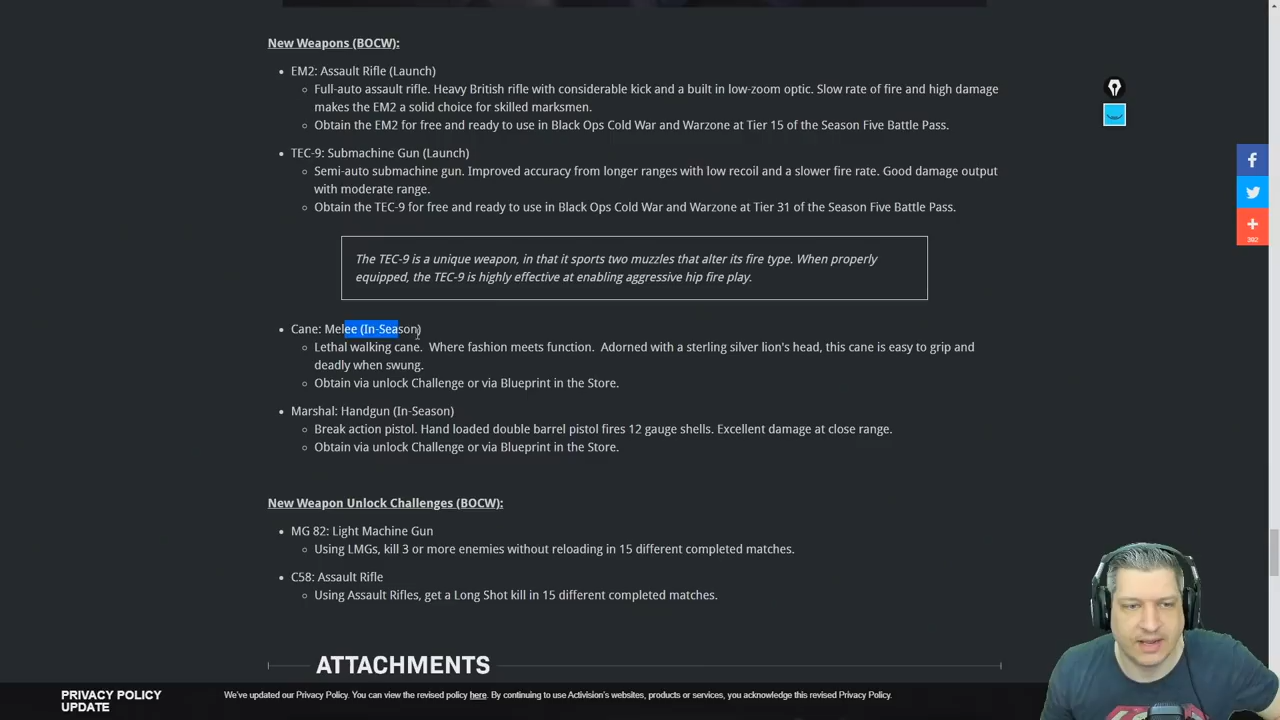 New Weapons (BOCW):
EM2: Assault Rifle (Launch)
Full-auto assault rifle. Heavy British rifle with considerable kick and a built in low-zoom optic. Slow rate of fire and high damage
makes the EM2 a solid choice for skilled marksmen.
Obtain the EM2 for free and ready to use in Black Ops Cold War and Warzone at Tier 15 of the Season Five Battle Pass.
TEC-9: Submachine Gun (Launch)
Semi-auto submachine gun. Improved accuracy from longer ranges with low recoil and a slower fire rate. Good damage output
with moderate range.
Obtain the TEC-9 for free and ready to use in Black Ops Cold War and Warzone at Tier 31 of the Season Five Battle Pass.
The TEC-9 is a unique weapon, in that it sports two muzzles that alter its fire type. When properly
equipped, the TEC-9 is highly effective at enabling aggressive hip fire play.
Cane: Melee (In-Season)
Lethal walking cane. Where fashion meets function. Adorned with a sterling silver lion's head, this cane is easy to grip and
deadly when swung.
Obtain via unlock Challenge or via Blueprint in the Store.
Marshal: Handgun (In-Season)
Break action pistol. Hand loaded double barrel pistol fires 12 gauge shells. Excellent damage at close range.
Obtain via unlock Challenge or via Blueprint in the Store.
New Weapon Unlock Challenges (BOCW):
MG 82: Light Machine Gun
Using LMGs, kill 3 or more enemies without reloading in 15 different completed matches.
C58: Assault Rifle
Using Assault Rifles, get a Long Shot kill in 15 different completed matches.
ATTACHMENTS
392
PRIVACY POLICY
UPDATE
We've updated our Privacy Policy. You can view the revised policy here. By continuing to use Activision's websites, products or services, you acknowledge this revised Privacy Policy.